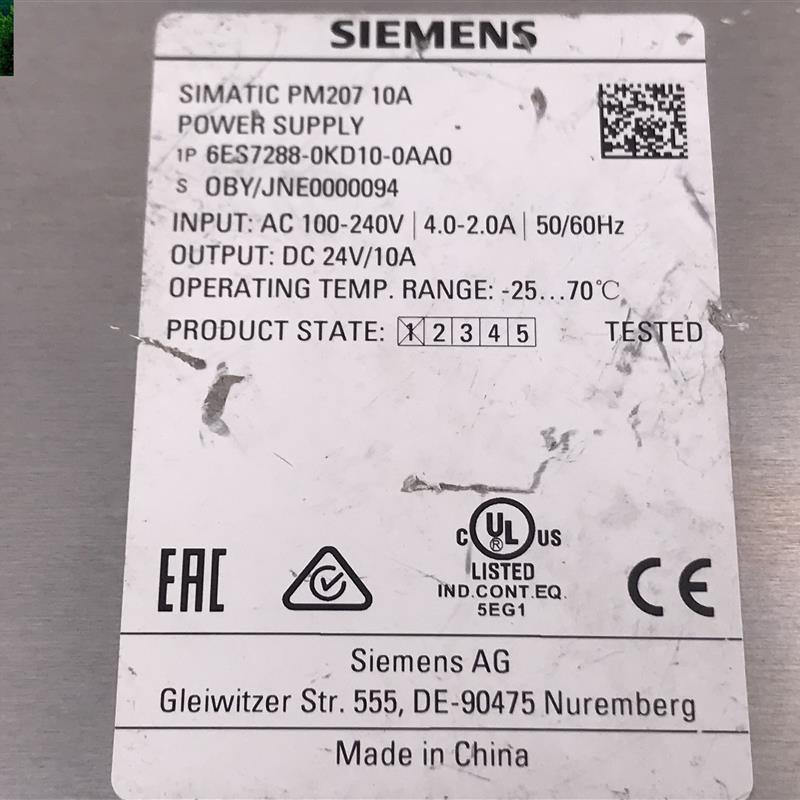 SIEMENS
SIMATIC PM207 10A
POWER SUPPLY
1P 6ES7288-0KD10-0AA0
S OBY/JNE0000094
INPUT: AC 100-240V | 4.0-2.0A | 50/60Hz
OUTPUT: DC 24V/10A
OPERATING TEMP. RANGE: -25...70℃
PRODUCT STATE: 1 2 3 4 5 TESTED
EAC
C UL US
®
LISTED
IND.CONT.EQ.
5EG1
CE
Siemens AG
Gleiwitzer Str. 555, DE-90475 Nuremberg
Made in China